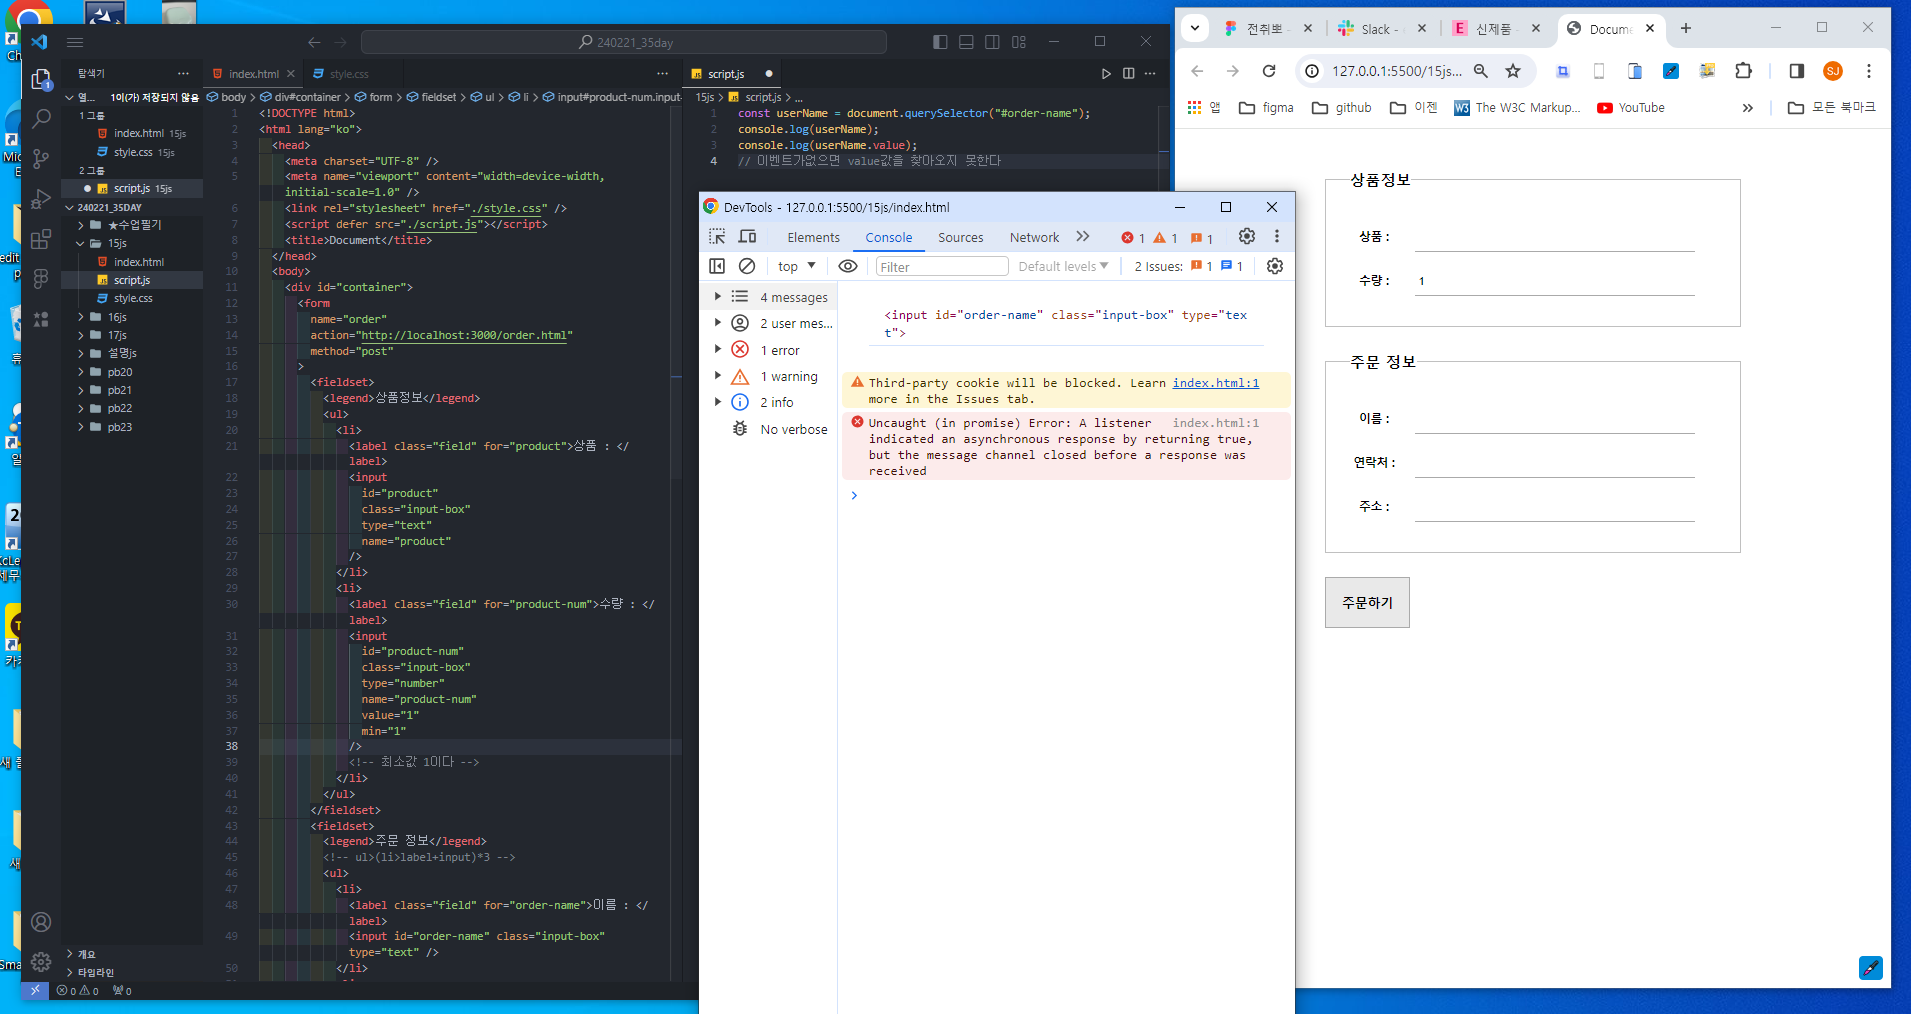 240221_35day
탐색기
index.html
style.css
script.js
열...
1이(가) 저장되지 않음
1 그룹
index.html 15js
style.css 15js
2 그룹
script.js 15js
240221_35DAY
★수업필기
15js
index.html
script.js
style.css
16js
17js
설명js
pb20
pb21
pb22
pb23
개요
타임라인
0 0 0
body > div#container > form > fieldset > ul > li > input#product-num.input-
1 <!DOCTYPE html>
2 <html lang="ko">
3 <head>
4 <meta charset="UTF-8" />
5 <meta name="viewport" content="width=device-width,
initial-scale=1.0" />
6 <link rel="stylesheet" href="./style.css" />
7 <script defer src="./script.js"></script>
8 <title>Document</title>
9 </head>
10 <body>
11 <div id="container">
12 <form
13 name="order"
14 action="http://localhost:3000/order.html"
15 method="post"
16 >
17 <fieldset>
18 <legend>상품정보</legend>
19 <ul>
20 <li>
21 <label class="field" for="product">상품 : </
label>
22 <input
23 id="product"
24 class="input-box"
25 type="text"
26 name="product"
27 />
28 </li>
29 <li>
30 <label class="field" for="product-num">수량 : </
label>
31 <input
32 id="product-num"
33 class="input-box"
34 type="number"
35 name="product-num"
36 value="1"
37 min="1"
38 />
39 <!-- 최소값 1이다 -->
40 </li>
41 </ul>
42 </fieldset>
43 <fieldset>
44 <legend>주문 정보</legend>
45 <!-- ul>(li>label+input)*3 -->
46 <ul>
47 <li>
48 <label class="field" for="order-name">이름 : </
label>
49 <input id="order-name" class="input-box"
type="text" />
50 </li>
15js > script.js > ...
1 const userName = document.querySelector("#order-name");
2 console.log(userName);
3 console.log(userName.value);
4 // 이벤트가없으면 value값을 찾아오지 못한다
DevTools - 127.0.0.1:5500/15js/index.html
Elements Console Sources Network 1 1 1
top Filter Default levels 2 Issues: 1 1
4 messages
2 user mes...
1 error
1 warning
2 info
No verbose
<input id="order-name" class="input-box" type="tex
t">
Third-party cookie will be blocked. Learn index.html:1
more in the Issues tab.
Uncaught (in promise) Error: A listener index.html:1
indicated an asynchronous response by returning true,
but the message channel closed before a response was
received
전취뽀 -
Slack -
신제품 -
Docume
127.0.0.1:5500/15js...
SJ
앱 figma github 이젠 The W3C Markup... YouTube 모든 북마크
상품정보
상품 :
수량 : 1
주문 정보
이름 :
연락처 :
주소 :
주문하기